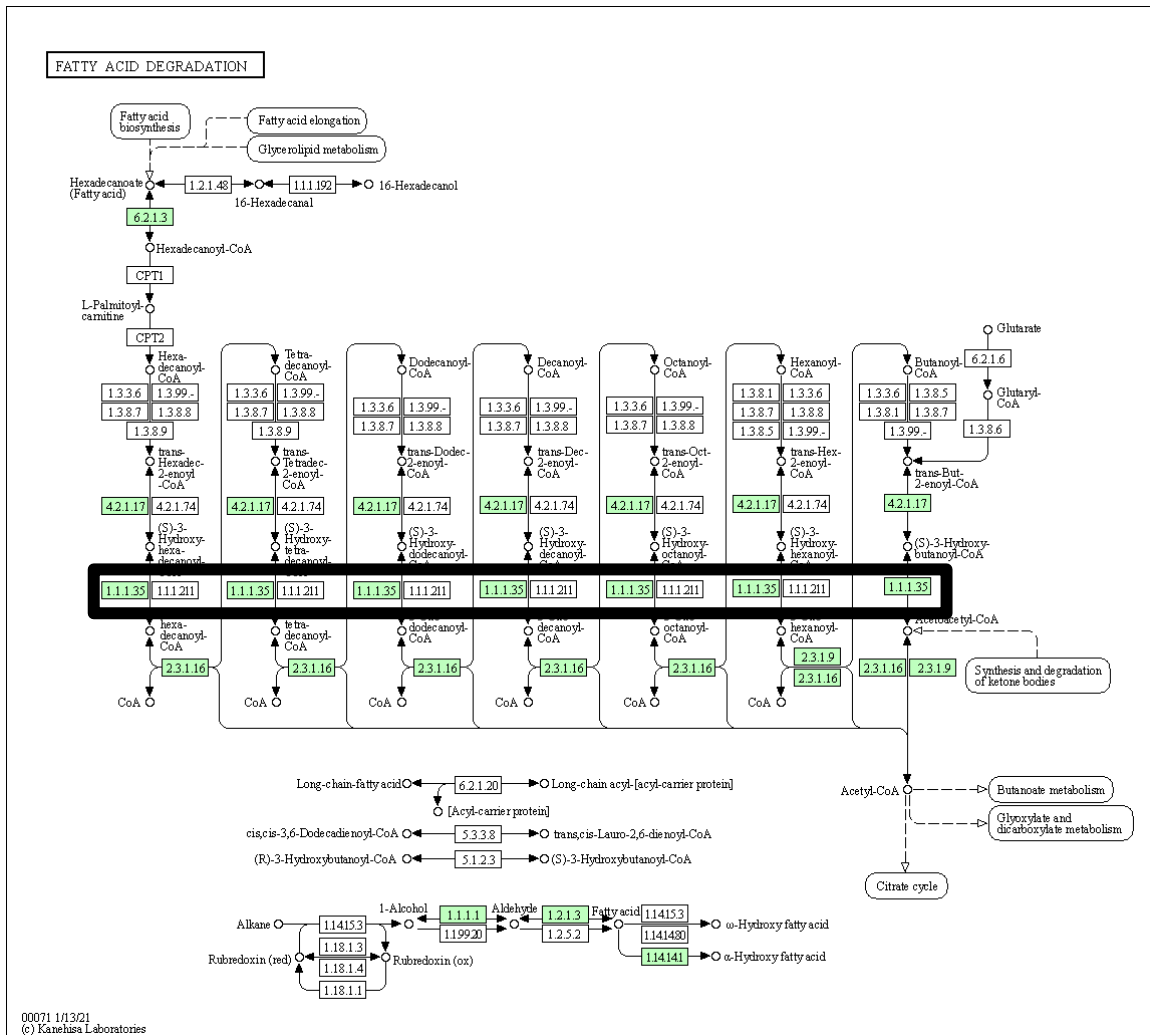 FATTY ACID DEGRADATION
Fatty acid
biosynthesis
Fatty acid elongation
Glycerolipid metabolism
Hexadecanoate
(Fatty acid)
1.2.1.48
1.1.1.192
16-Hexadecanol
16-Hexadecanal
6.2.1.3
Hexadecanoyl-CoA
CPT1
L-Palmitoyl-
carnitine
CPT2
Glutarate
6.2.1.6
Glutaryl-
CoA
1.3.8.6
Hexa-
decanoyl-
CoA
Tetra-
decanoyl-
CoA
Dodecanoyl-
CoA
Decanoyl-
CoA
Octanoyl-
CoA
Hexanoyl-
CoA
Butanoyl-
CoA
1.3.3.6 1.3.99.- 1.3.3.6 1.3.99.- 1.3.3.6 1.3.99.- 1.3.3.6 1.3.99.- 1.3.3.6 1.3.99.- 1.3.8.1 1.3.3.6 1.3.3.6 1.3.8.5
1.3.8.7 1.3.8.8 1.3.8.7 1.3.8.8 1.3.8.7 1.3.8.8 1.3.8.7 1.3.8.8 1.3.8.7 1.3.8.8 1.3.8.7 1.3.8.8 1.3.8.1 1.3.8.7
1.3.8.9 1.3.8.9 1.3.8.5 1.3.99.- 1.3.99.-
trans-
Hexadec-
2-enoyl
-CoA
trans-
Tetradec-
2-enoyl-
CoA
trans-Dodec-
2-enoyl-
CoA
trans-Dec-
2-enoyl-
CoA
trans-Oct-
2-enoyl-
CoA
trans-Hex-
2-enoyl-
CoA
trans-But-
2-enoyl-CoA
4.2.1.17 4.2.1.74 4.2.1.17 4.2.1.74 4.2.1.17 4.2.1.74 4.2.1.17 4.2.1.74 4.2.1.17 4.2.1.74 4.2.1.17 4.2.1.74 4.2.1.17
(S)-3-
Hydroxy-
hexa-
decanoyl-
(S)-3-
Hydroxy-
tetra-
decanoyl-
(S)-3-
Hydroxy-
dodecanoyl-
(S)-3-
Hydroxy-
decanoyl-
(S)-3-
Hydroxy-
octanoyl-
(S)-3-
Hydroxy-
hexanoyl-
(S)-3-Hydroxy-
butanoyl-CoA
1.1.1.35 1.1.1.211 1.1.1.35 1.1.1.211 1.1.1.35 1.1.1.211 1.1.1.35 1.1.1.211 1.1.1.35 1.1.1.211 1.1.1.35 1.1.1.211 1.1.1.35
hexa-
decanoyl-
CoA
tetra-
decanoyl-
CoA
dodecanoyl-
CoA
decanoyl-
CoA
octanoyl-
CoA
hexanoyl-
CoA
Acetoacetyl-CoA
2.3.1.16 2.3.1.16 2.3.1.16 2.3.1.16 2.3.1.16 2.3.1.9 2.3.1.16 2.3.1.9
2.3.1.16
Synthesis and degradation
of ketone bodies
CoA CoA CoA CoA CoA CoA
Long-chain-fatty acid
6.2.1.20
Long-chain acyl-[acyl-carrier protein]
[Acyl-carrier protein]
cis,cis-3,6-Dodecadienoyl-CoA
5.3.3.8
trans,cis-Lauro-2,6-dienoyl-CoA
(R)-3-Hydroxybutanoyl-CoA
5.1.2.3
(S)-3-Hydroxybutanoyl-CoA
Acetyl-CoA
Butanoate metabolism
Glyoxylate and
dicarboxylate metabolism
Citrate cycle
Alkane
1.14.15.3
1.18.1.3
1.18.1.4
1.18.1.1
Rubredoxin (red)
Rubredoxin (ox)
1-Alcohol
1.1.1.1
1.1.99.20
Aldehyde
1.2.1.3
1.2.5.2
Fatty acid
1.14.15.3
1.14.14.80
1.14.14.1
ω-Hydroxy fatty acid
α-Hydroxy fatty acid
00071 1/13/21
(c) Kanehisa Laboratories